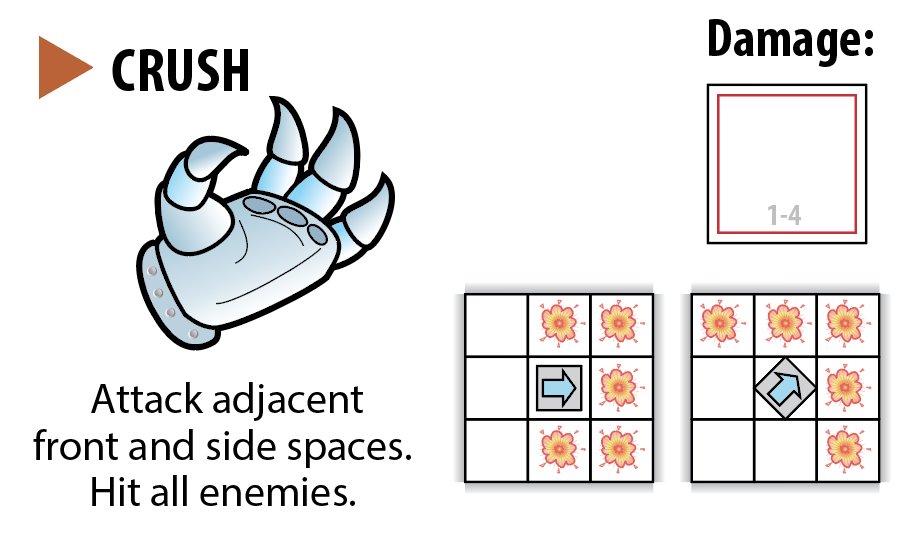 CRUSH
Damage:
1-4
Attack adjacent
front and side spaces.
Hit all enemies.